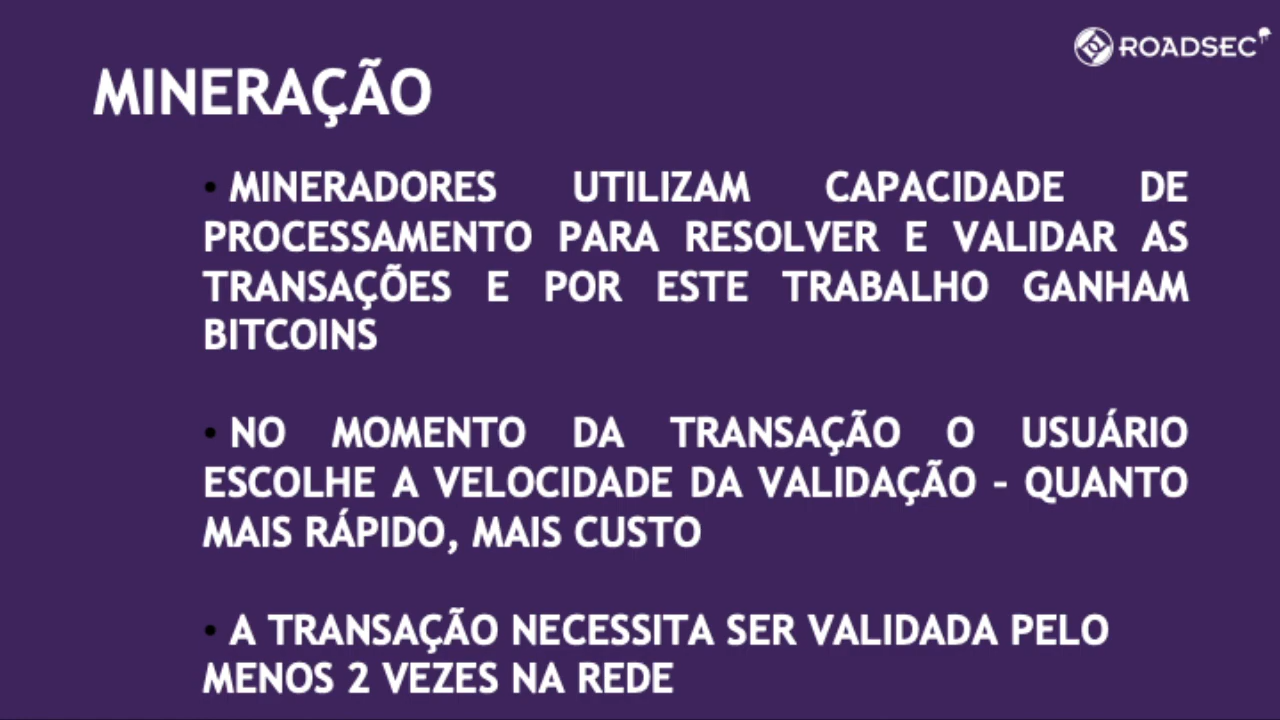 ROADSEC
MINERAÇÃO
• MINERADORES UTILIZAM CAPACIDADE DE
PROCESSAMENTO PARA RESOLVER E VALIDAR AS
TRANSAÇÕES E POR ESTE TRABALHO GANHAM
BITCOINS
• NO MOMENTO DA TRANSAÇÃO O USUÁRIO
ESCOLHE A VELOCIDADE DA VALIDAÇÃO – QUANTO
MAIS RÁPIDO, MAIS CUSTO
• A TRANSAÇÃO NECESSITA SER VALIDADA PELO
MENOS 2 VEZES NA REDE